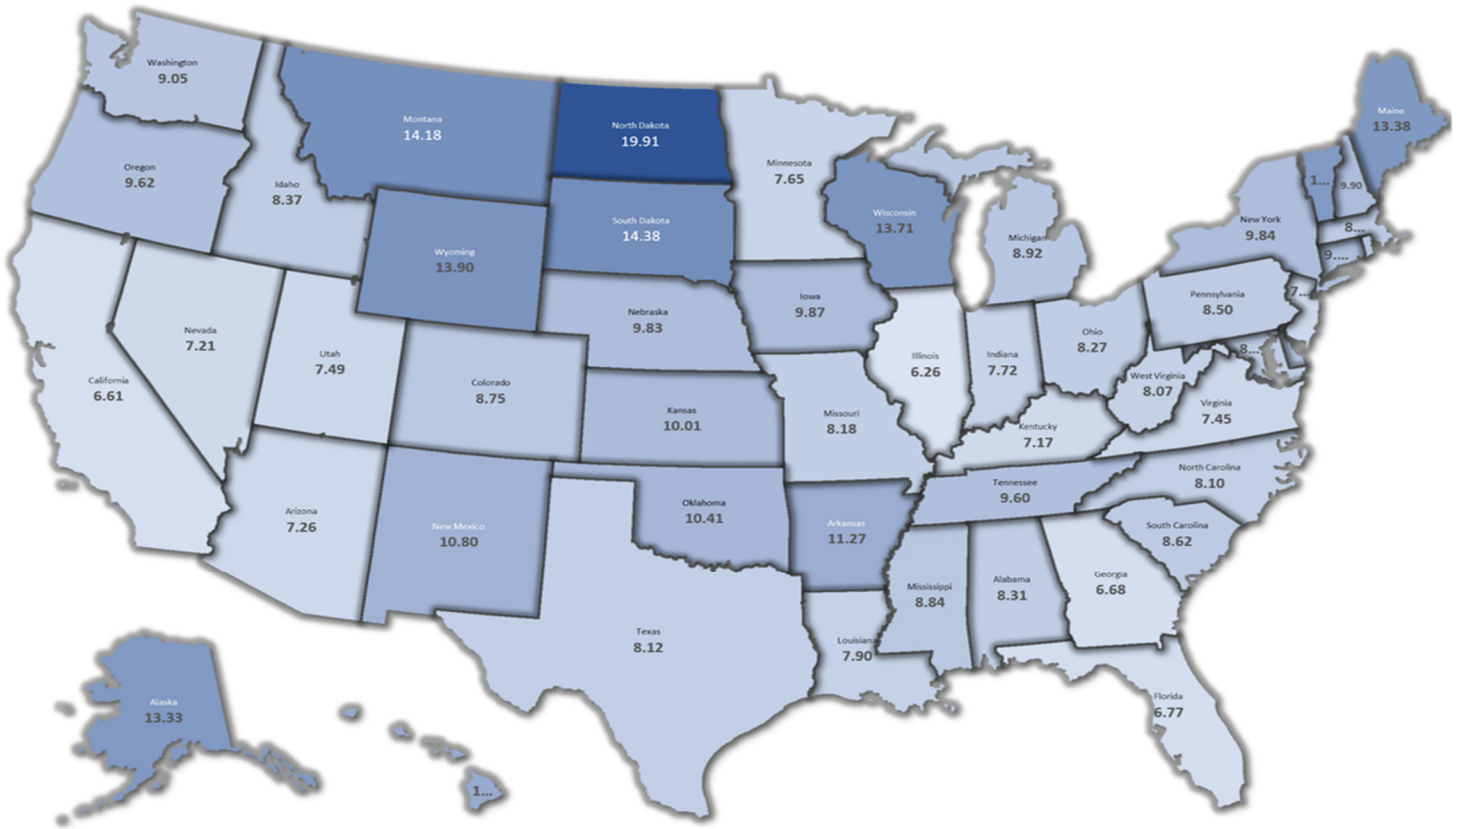 Washington
9.05
Oregon
9.62
Idaho
8.37
Montana
14.18
North Dakota
19.91
Minnesota
7.65
Wisconsin
13.71
Michigan
8.92
Maine
13.38
1...
9.90
8...
9....
New York
9.84
South Dakota
14.38
Wyoming
13.90
Nebraska
9.83
Iowa
9.87
Illinois
6.26
Indiana
7.72
Ohio
8.27
Pennsylvania
8.50
7...
8...
West Virginia
8.07
Virginia
7.45
Kentucky
7.17
Nevada
7.21
Utah
7.49
California
6.61
Colorado
8.75
Kansas
10.01
Missouri
8.18
Tennessee
9.60
North Carolina
8.10
South Carolina
8.62
Arizona
7.26
New Mexico
10.80
Oklahoma
10.41
Arkansas
11.27
Mississippi
8.84
Alabama
8.31
Georgia
6.68
Texas
8.12
Louisiana
7.90
Florida
6.77
Alaska
13.33
1...